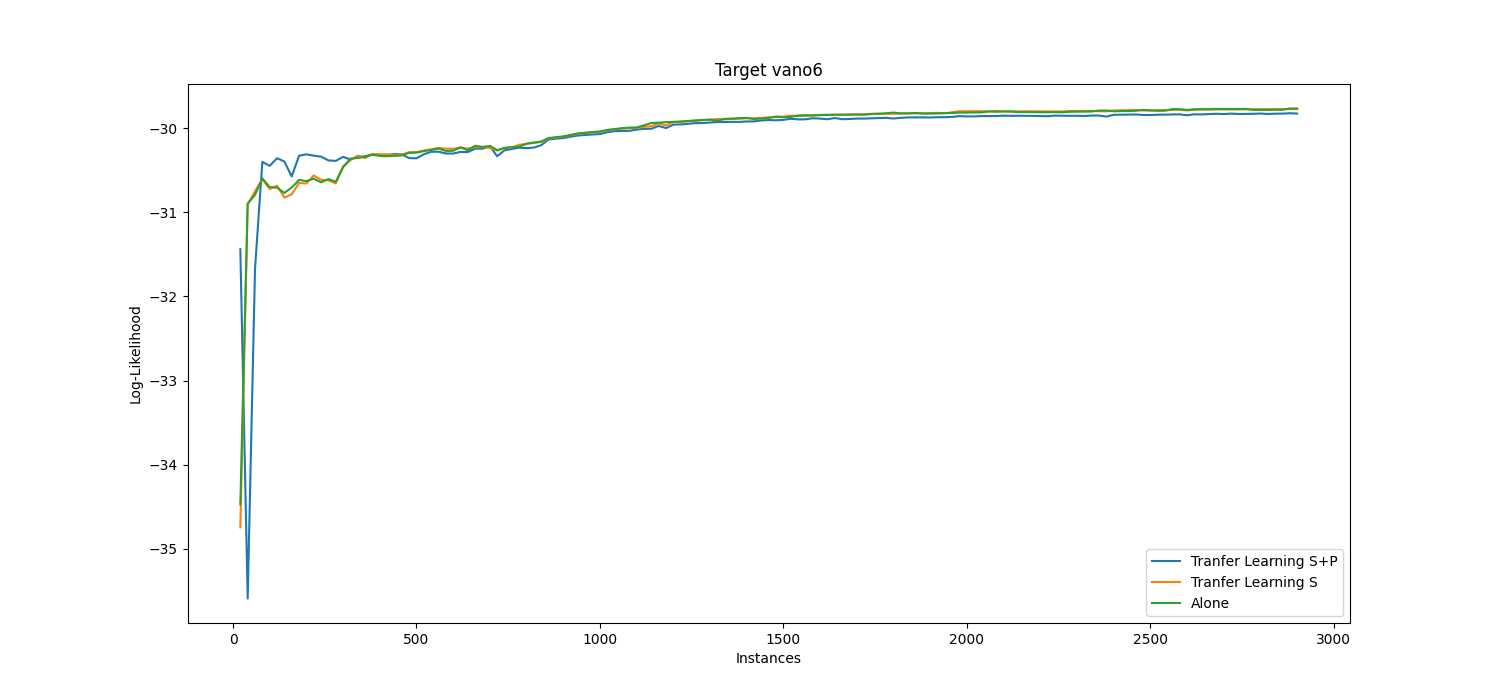 Target vano6
Log-Likelihood
−30
−31
−32
−33
−34
−35
0
500
1000
1500
2000
2500
3000
Instances
Tranfer Learning S+P
Tranfer Learning S
Alone